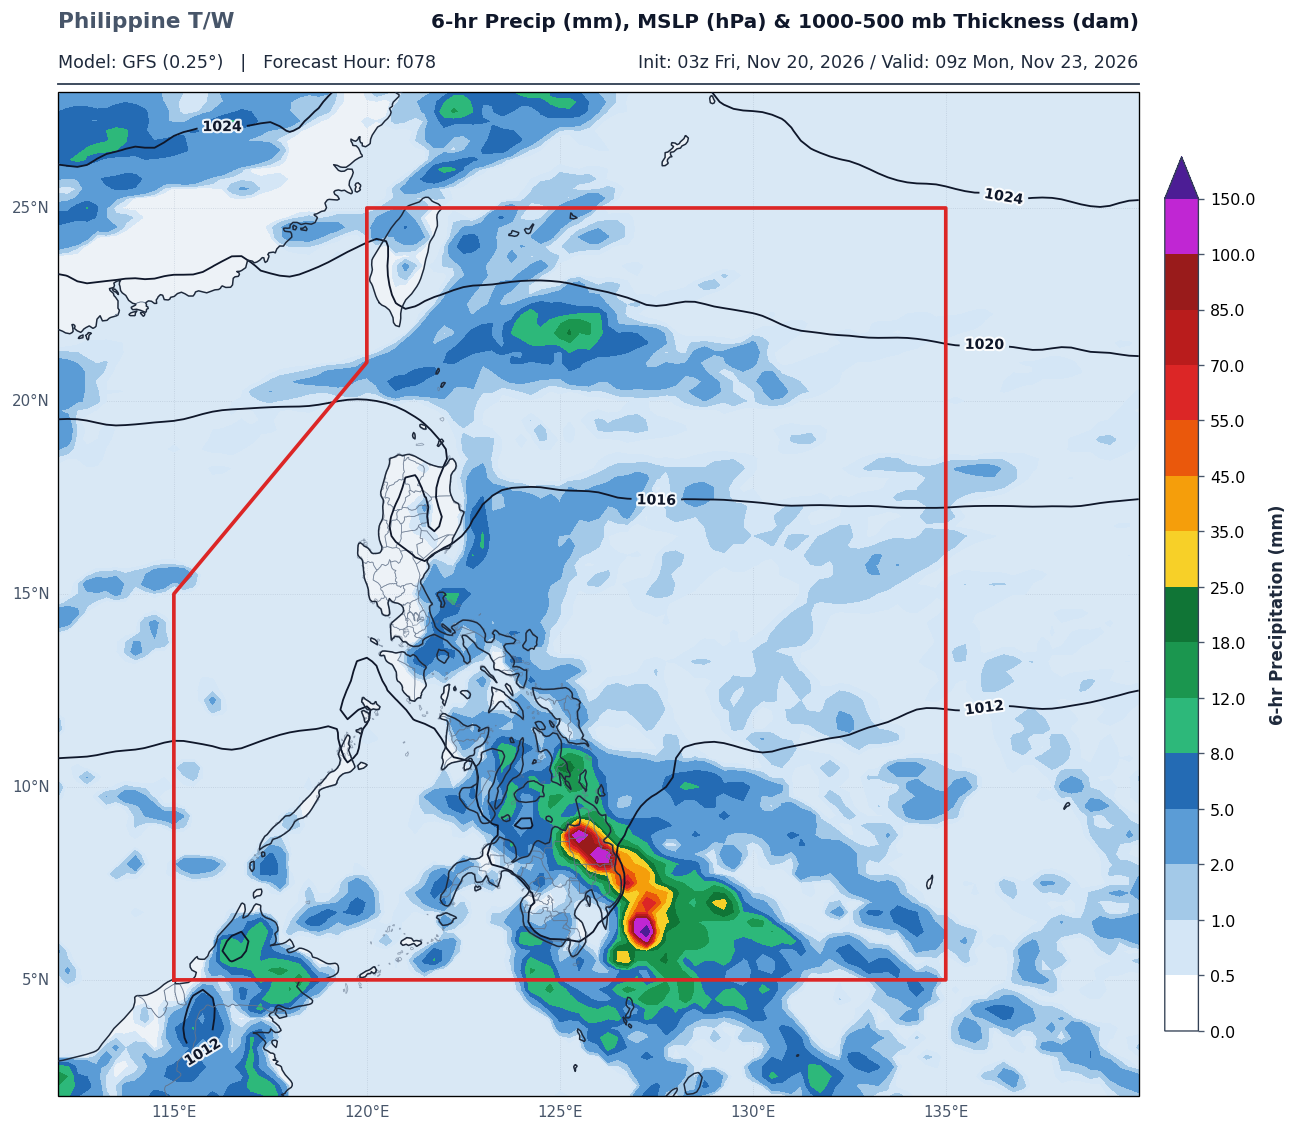 Philippine T/W
6-hr Precip (mm), MSLP (hPa) & 1000-500 mb Thickness (dam)
Model: GFS (0.25°) | Forecast Hour: f078
Init: 03z Fri, Nov 20, 2026 / Valid: 09z Mon, Nov 23, 2026
1024
1024
1020
1016
1012
1012
25°N
20°N
15°N
10°N
5°N
115°E
120°E
125°E
130°E
135°E
150.0
100.0
85.0
70.0
55.0
45.0
35.0
25.0
18.0
12.0
8.0
5.0
2.0
1.0
0.5
0.0
6-hr Precipitation (mm)